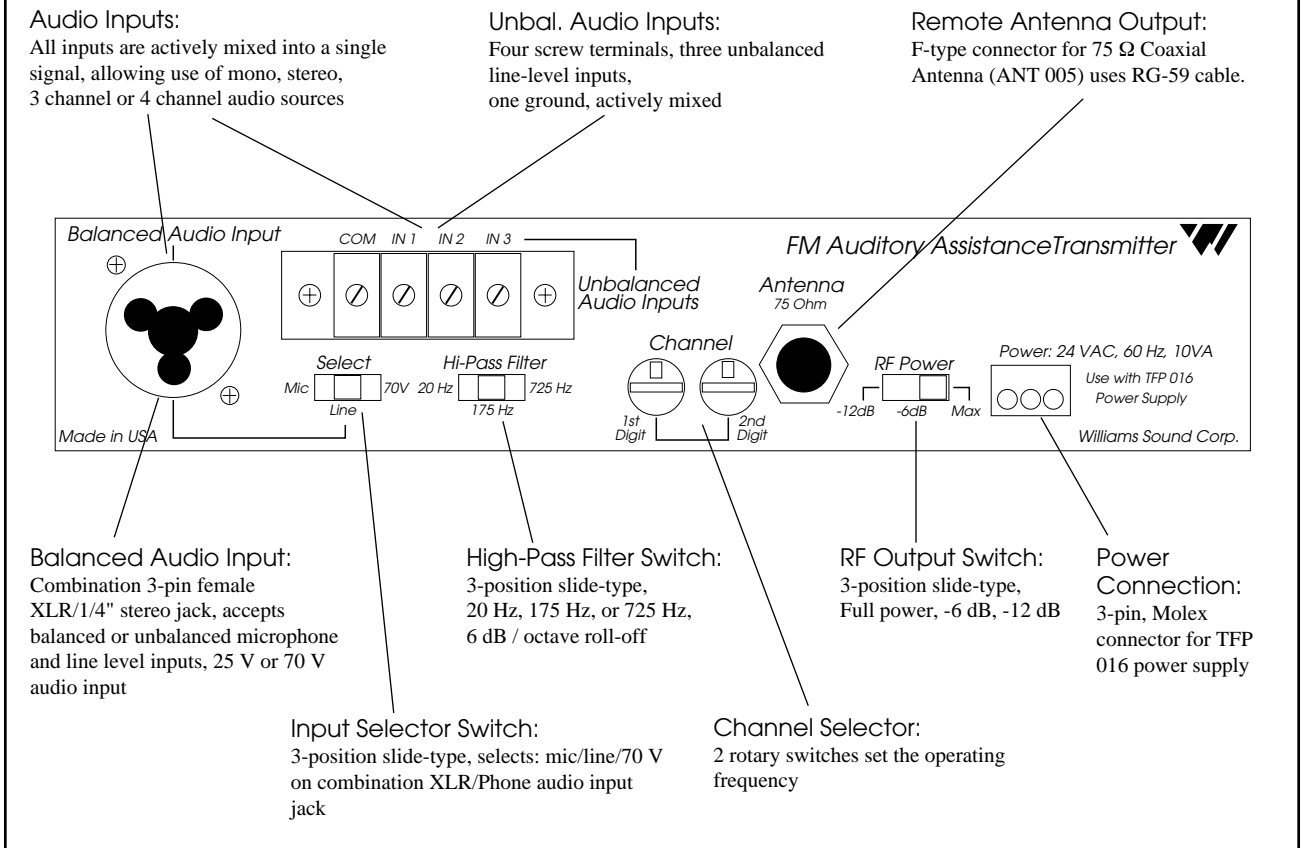 Audio Inputs:
All inputs are actively mixed into a single
signal, allowing use of mono, stereo,
3 channel or 4 channel audio sources
Unbal. Audio Inputs:
Four screw terminals, three unbalanced
line-level inputs,
one ground, actively mixed
Remote Antenna Output:
F-type connector for 75 Ω Coaxial
Antenna (ANT 005) uses RG-59 cable.
Balanced Audio Input
COM IN 1 IN 2 IN 3
Unbalanced
Audio Inputs
FM Auditory AssistanceTransmitter
Antenna
75 Ohm
Select
Mic
70V
Line
Hi-Pass Filter
20 Hz
725 Hz
175 Hz
Channel
1st
Digit
2nd
Digit
RF Power
-12dB
-6dB
Max
Power: 24 VAC, 60 Hz, 10VA
Use with TFP 016
Power Supply
Made in USA
Williams Sound Corp.
Balanced Audio Input:
Combination 3-pin female
XLR/1/4" stereo jack, accepts
balanced or unbalanced microphone
and line level inputs, 25 V or 70 V
audio input
High-Pass Filter Switch:
3-position slide-type,
20 Hz, 175 Hz, or 725 Hz,
6 dB / octave roll-off
RF Output Switch:
3-position slide-type,
Full power, -6 dB, -12 dB
Power
Connection:
3-pin, Molex
connector for TFP
016 power supply
Input Selector Switch:
3-position slide-type, selects: mic/line/70 V
on combination XLR/Phone audio input
jack
Channel Selector:
2 rotary switches set the operating
frequency